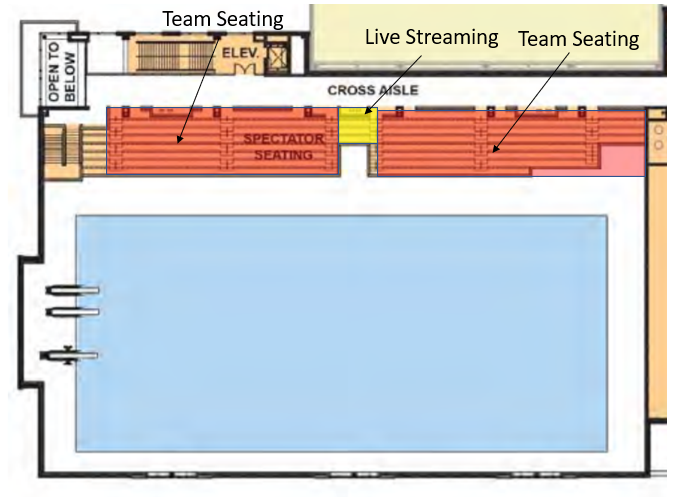 Team Seating
Live Streaming
Team Seating
OPEN TO
BELOW
ELEV.
CROSS AISLE
SPECTATOR
SEATING